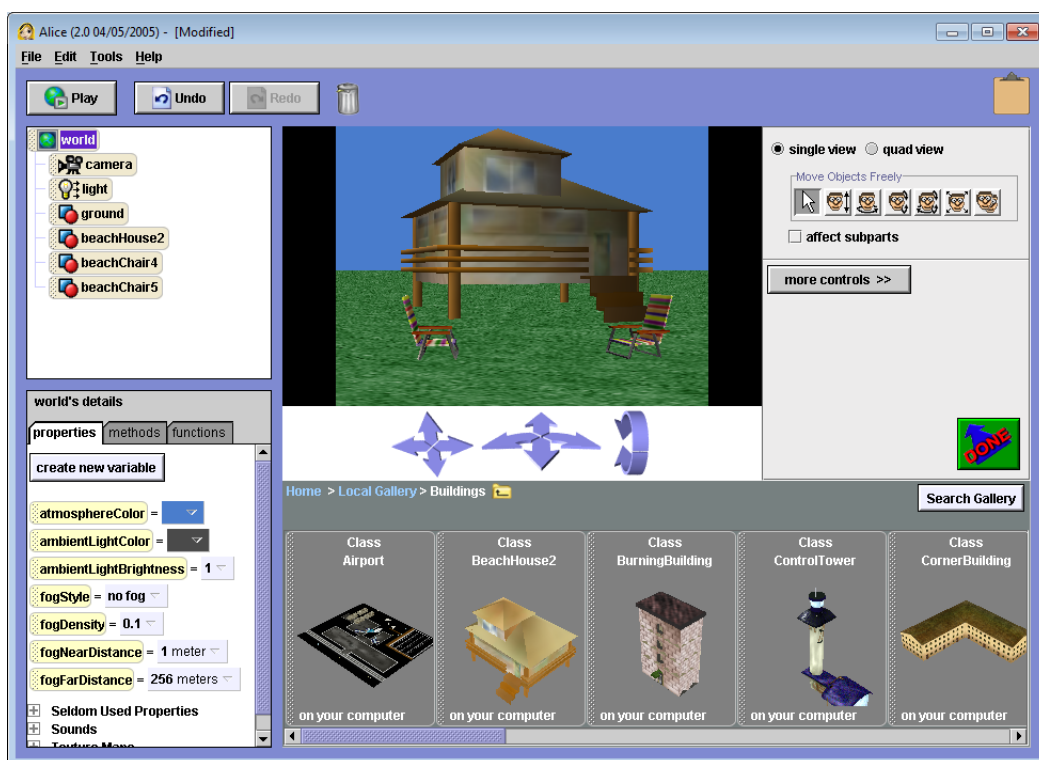 Alice (2.0 04/05/2005) - [Modified]
File Edit Tools Help
Play Undo Redo
world
camera
light
ground
beachHouse2
beachChair4
beachChair5
single view quad view
Move Objects Freely
affect subparts
more controls >>
DONE
world's details
properties methods functions
create new variable
atmosphereColor =
ambientLightColor =
ambientLightBrightness = 1
fogStyle = no fog
fogDensity = 0.1
fogNearDistance = 1 meter
fogFarDistance = 256 meters
Seldom Used Properties
Sounds
Texture Maps
Home > Local Gallery > Buildings
Search Gallery
Class
Airport
on your computer
Class
BeachHouse2
on your computer
Class
BurningBuilding
on your computer
Class
ControlTower
on your computer
Class
CornerBuilding
on your computer